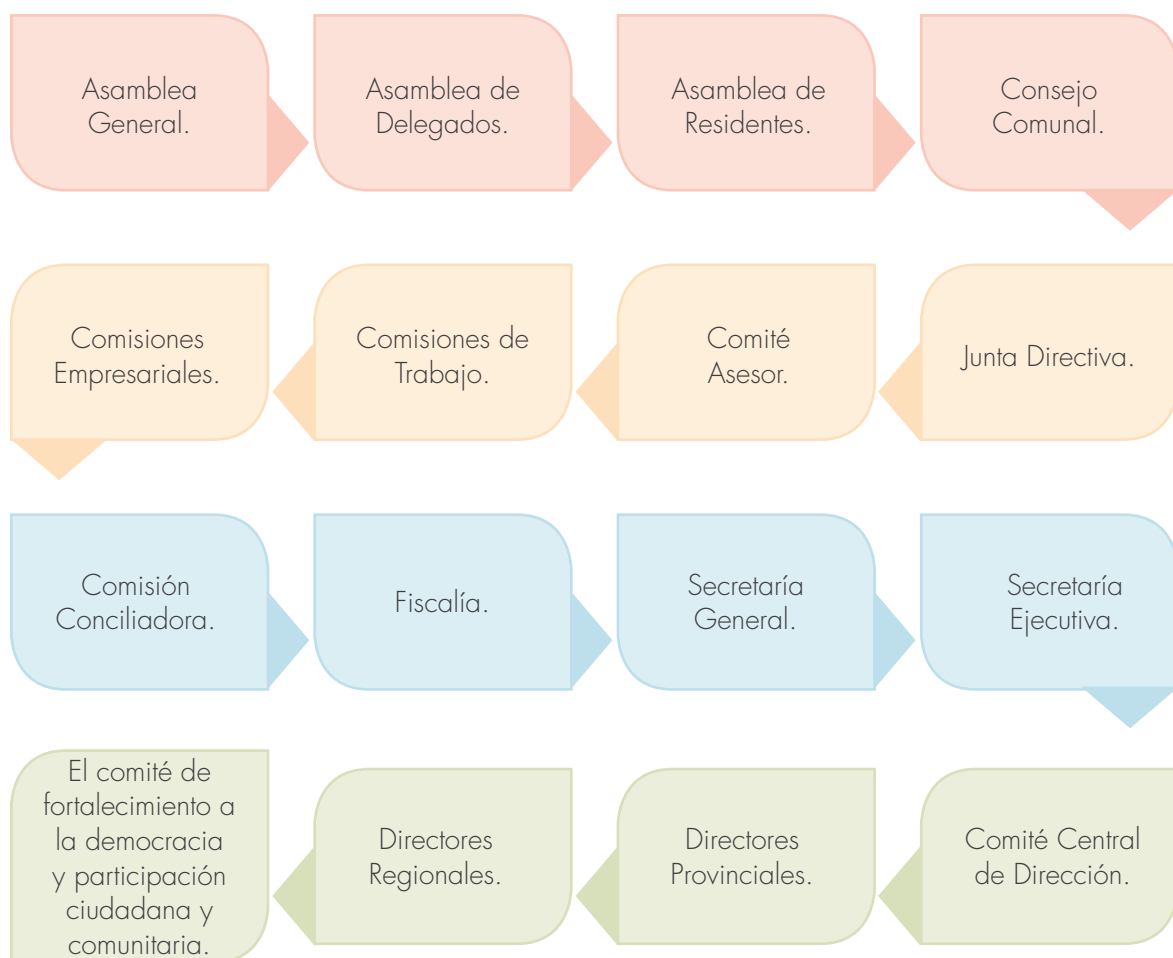 Asamblea
General.
Asamblea de
Delegados.
Asamblea de
Residentes.
Consejo
Comunal.
Junta Directiva.
Comité
Asesor.
Comisiones de
Trabajo.
Comisiones
Empresariales.
Comisión
Conciliadora.
Fiscalía.
Secretaría
General.
Secretaría
Ejecutiva.
Comité Central
de Dirección.
Directores
Provinciales.
Directores
Regionales.
El comité de
fortalecimiento a
la democracia
y participación
ciudadana y
comunitaria.